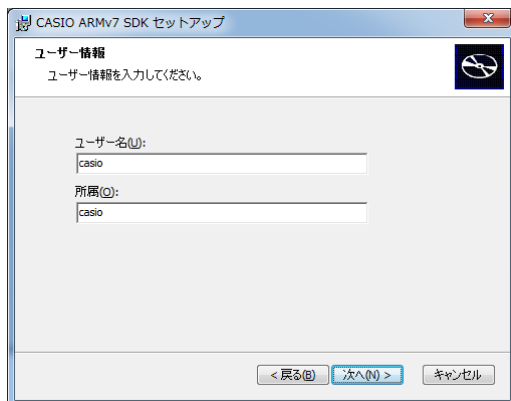 CASIO ARMv7 SDK セットアップ
ユーザー情報
ユーザー情報を入力してください。
ユーザー名(U):
casio
所属(O):
casio
< 戻る(B)
次へ(N) >
キャンセル